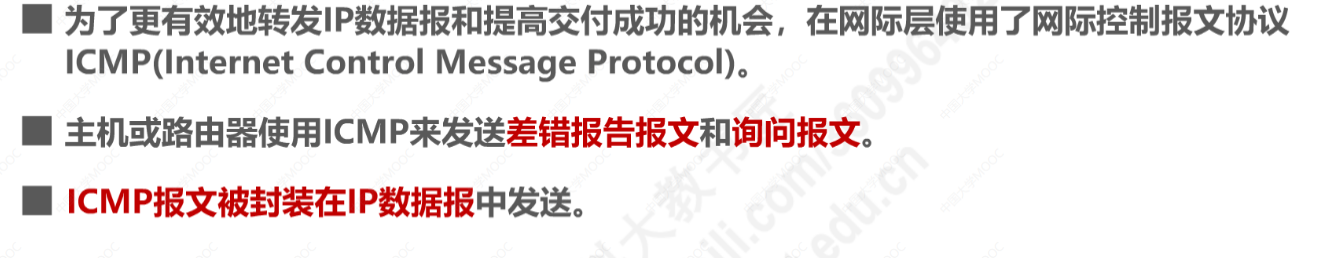 ■ 为了更有效地转发IP数据报和提高交付成功的机会，在网际层使用了网际控制报文协议
ICMP(Internet Control Message Protocol)。
■ 主机或路由器使用ICMP来发送差错报告报文和询问报文。
■ ICMP报文被封装在IP数据报中发送。